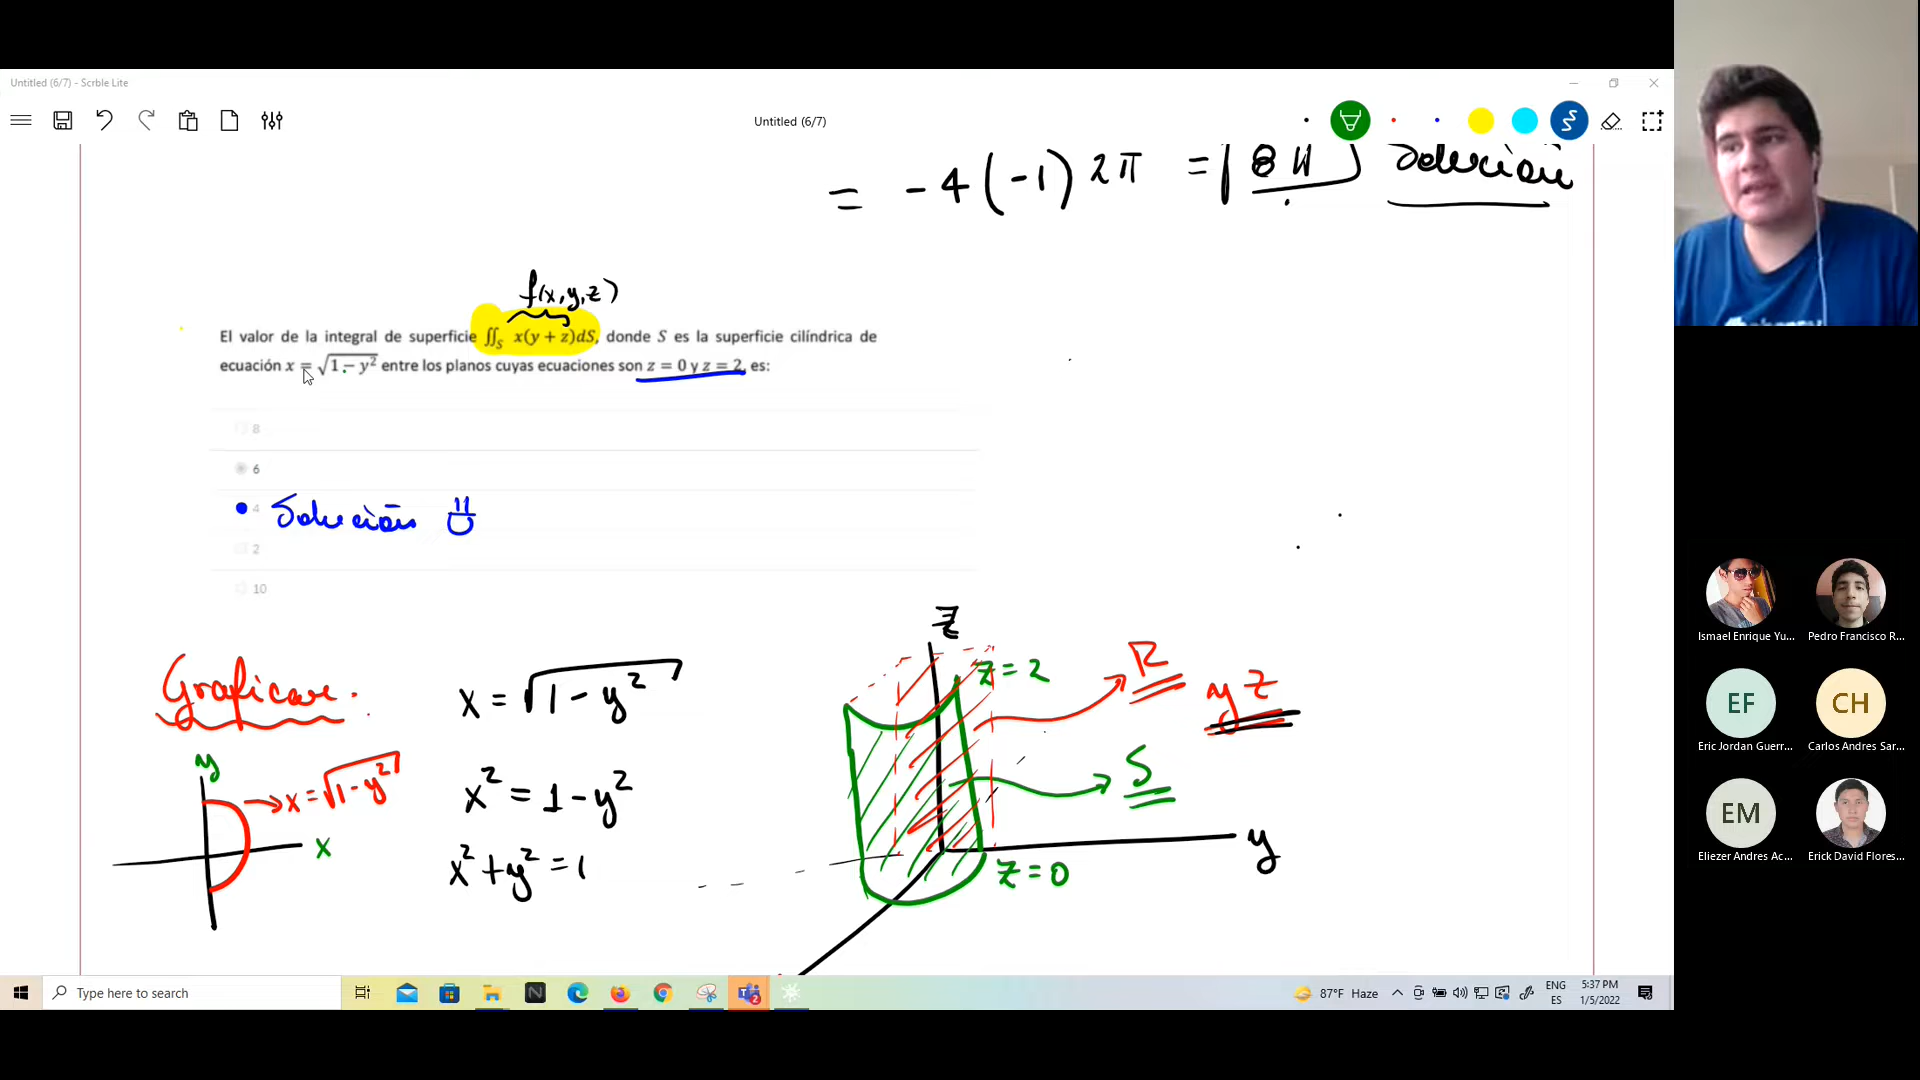 Untitled (6/7) - Scrble Lite
Untitled (6/7)
= -4(-1)2π = 8π Solución
f(x,y,z)
El valor de la integral de superficie ∬_S x(y + z)dS, donde S es la superficie cilíndrica de
ecuación x = √(1 - y²) entre los planos cuyas ecuaciones son z = 0 y z = 2, es:
8
6
4 Solución
2
10
Graficar.
y
x = √(1-y²)
x
x = √(1-y²)
x² = 1-y²
x²+y² = 1
z
z=2
R
yz
S
y
z=0
Ismael Enrique Yu...
Pedro Francisco R...
EF
CH
Eric Jordan Guerr...
Carlos Andres Sar...
EM
Eliezer Andres Ac...
Erick David Flores...
Type here to search
N
2
87°F Haze
ENG
ES
5:37 PM
1/5/2022